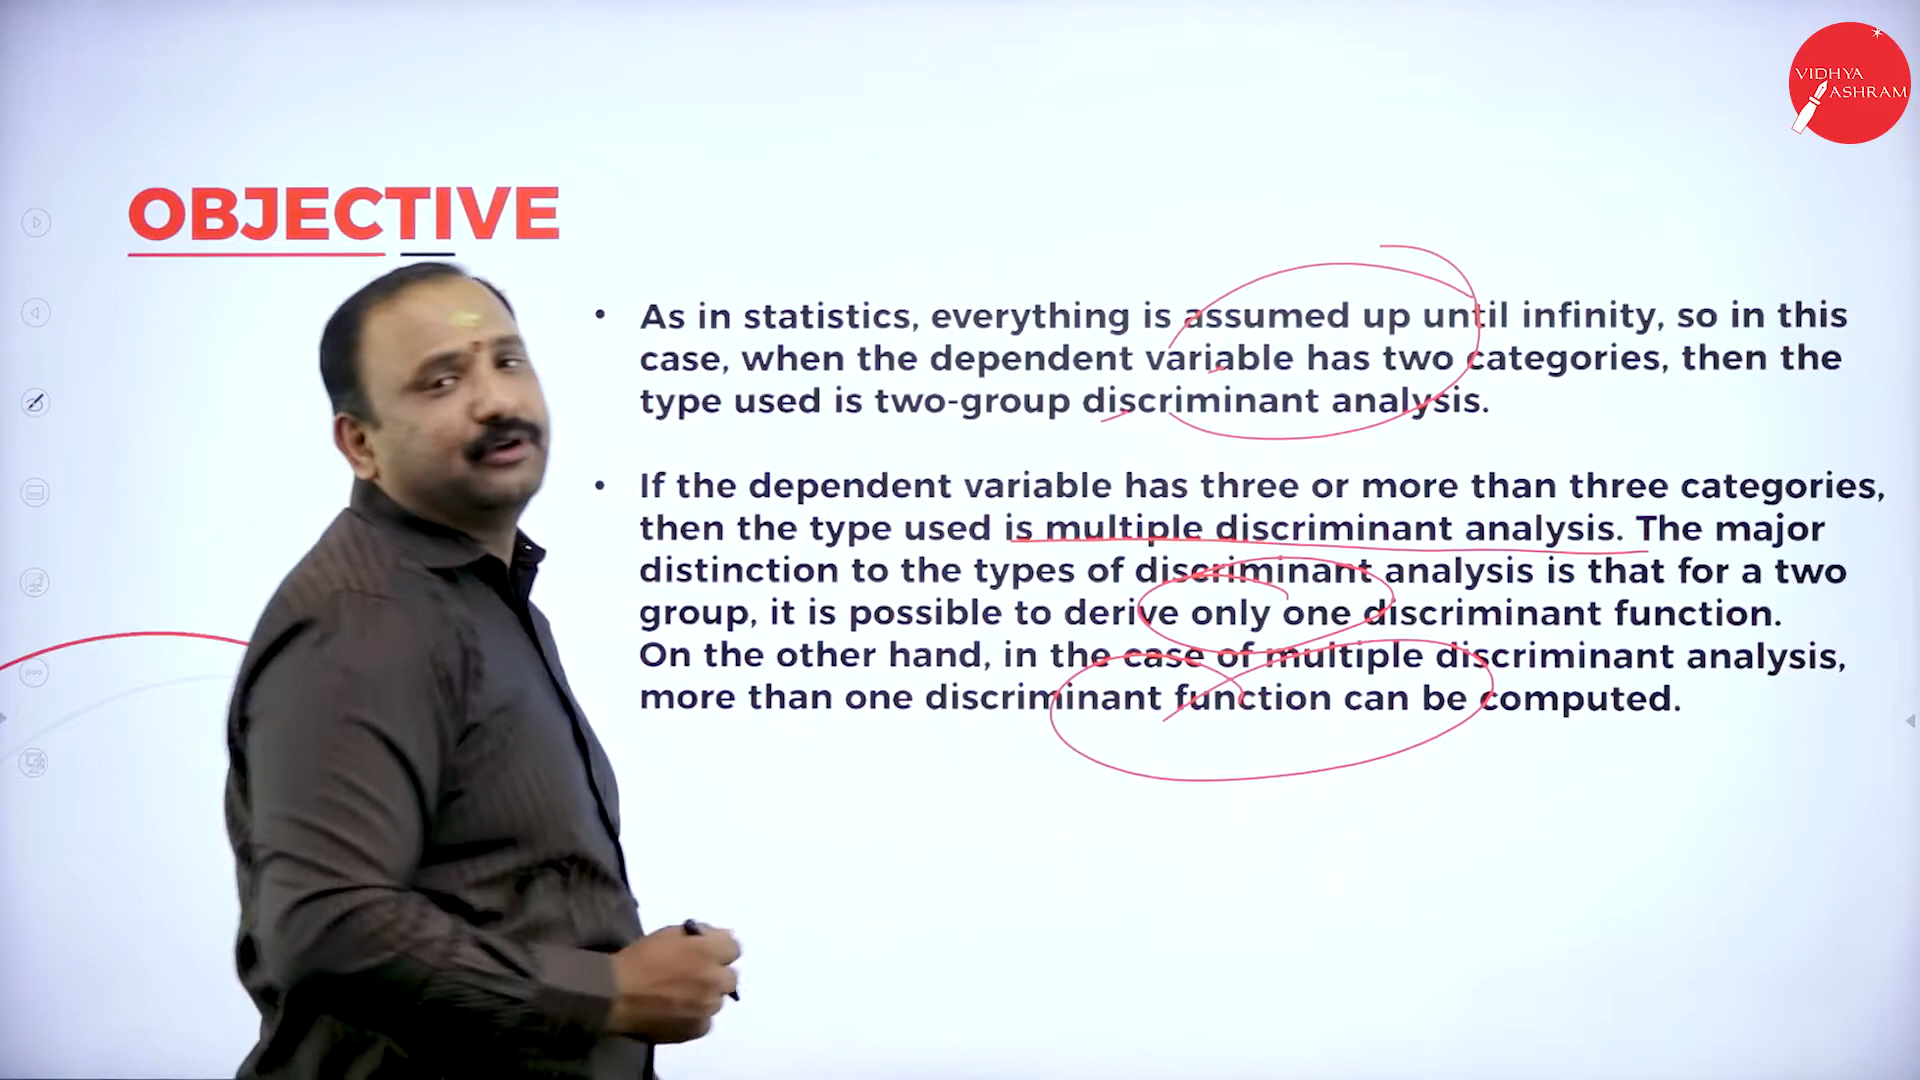 VIDHYA
ASHRAM
OBJECTIVE
• As in statistics, everything is assumed up until infinity, so in this
case, when the dependent variable has two categories, then the
type used is two-group discriminant analysis.
• If the dependent variable has three or more than three categories,
then the type used is multiple discriminant analysis. The major
distinction to the types of discriminant analysis is that for a two
group, it is possible to derive only one discriminant function.
On the other hand, in the case of multiple discriminant analysis,
more than one discriminant function can be computed.